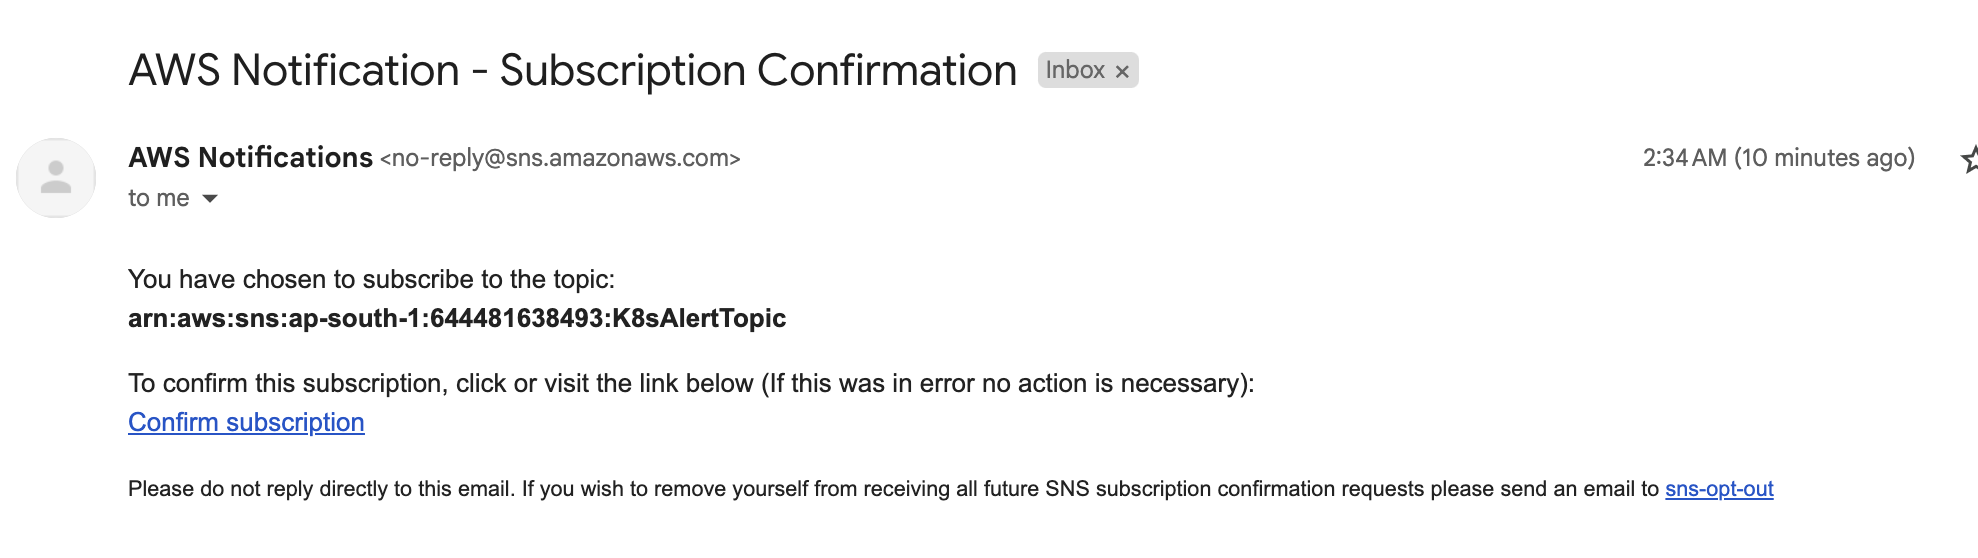 AWS Notification - Subscription Confirmation Inbox ×
AWS Notifications <no-reply@sns.amazonaws.com> 2:34 AM (10 minutes ago)
to me
You have chosen to subscribe to the topic:
arn:aws:sns:ap-south-1:644481638493:K8sAlertTopic
To confirm this subscription, click or visit the link below (If this was in error no action is necessary):
Confirm subscription
Please do not reply directly to this email. If you wish to remove yourself from receiving all future SNS subscription confirmation requests please send an email to sns-opt-out